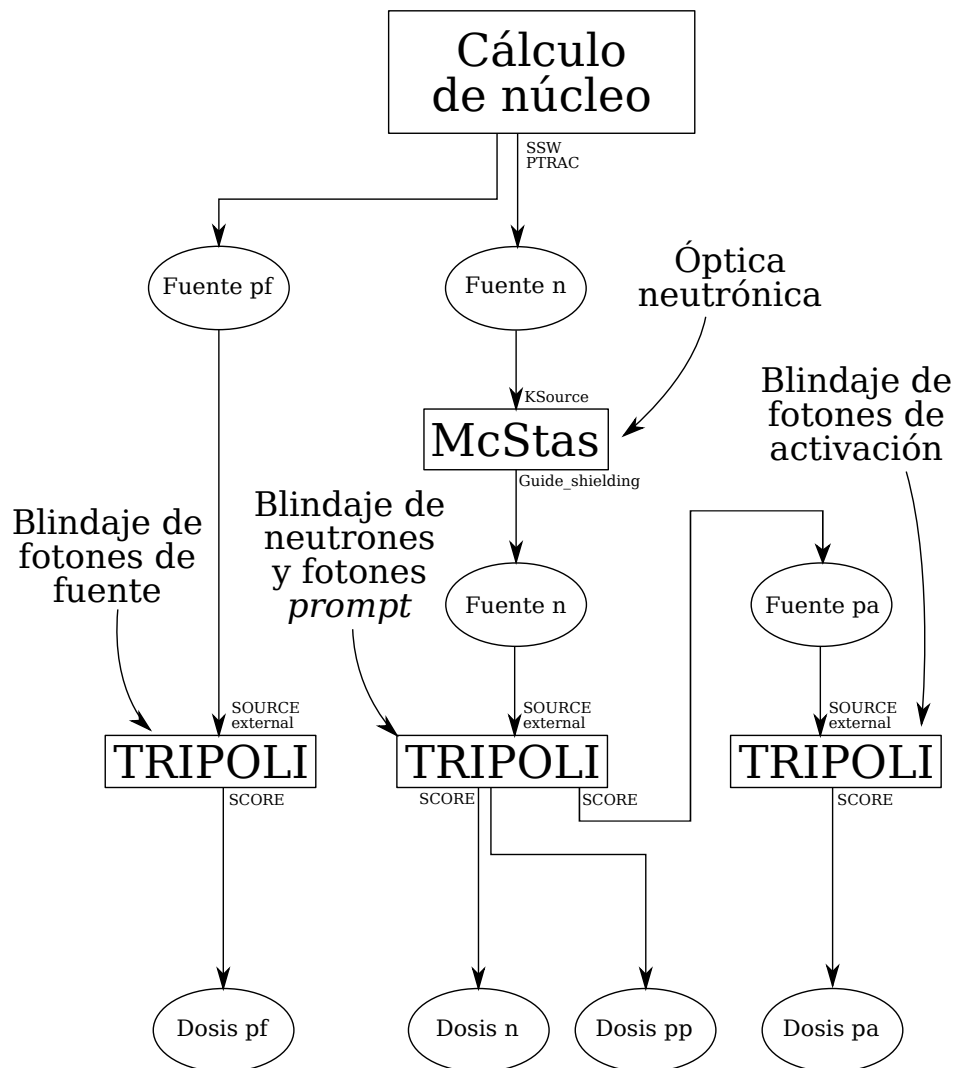 Cálculo
de núcleo
SSW
PTRAC
Fuente pf
Fuente n
Óptica
neutrónica
KSource
McStas
Guide_shielding
Blindaje de
fotones de
activación
Blindaje de
fotones de
fuente
Blindaje de
neutrones
y fotones
prompt
Fuente n
Fuente pa
SOURCE
external
TRIPOLI
SCORE
SOURCE
external
TRIPOLI
SCORE
SCORE
SOURCE
external
TRIPOLI
SCORE
Dosis pf
Dosis n
Dosis pp
Dosis pa